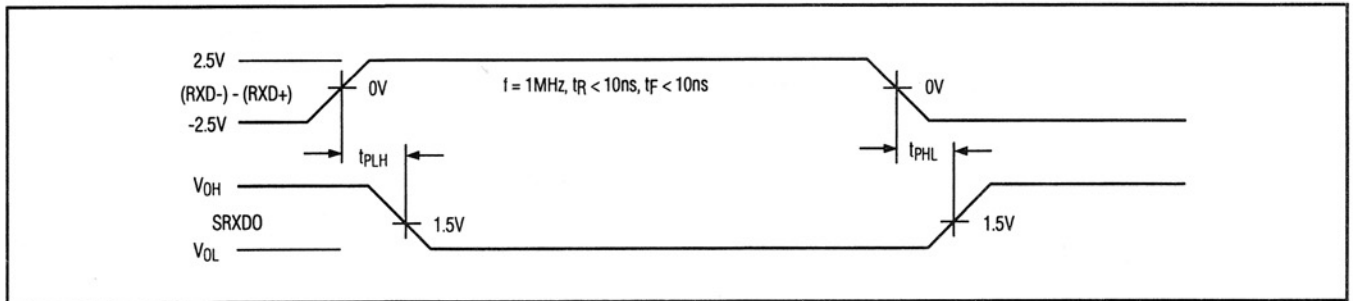 2.5V
(RXD-) - (RXD+)
-2.5V
0V
f = 1MHz, tR < 10ns, tF < 10ns
0V
tPLH
tPHL
VOH
SRXDO
VOL
1.5V
1.5V